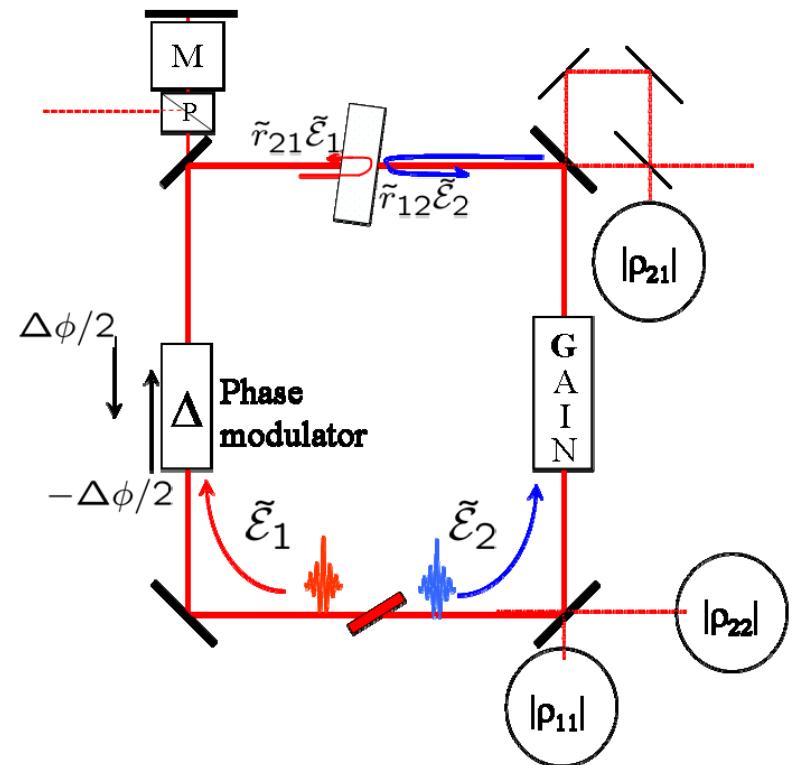 M
P
r̃₂₁ℰ̃₁
r̃₁₂ℰ̃₂
|ρ₂₁|
Δϕ/2
Δ
Phase
modulator
−Δϕ/2
G
A
I
N
ℰ̃₁
ℰ̃₂
|ρ₂₂|
|ρ₁₁|